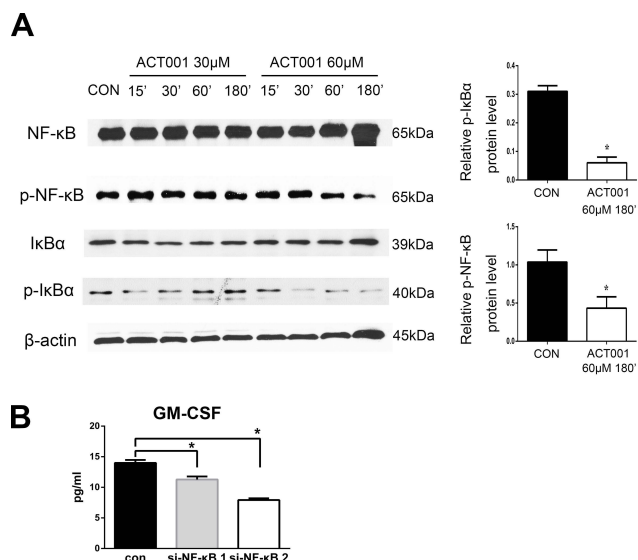 A
ACT001 30μM ACT001 60μM
CON 15' 30' 60' 180' 15' 30' 60' 180'
NF-κB 65kDa
p-NF-κB 65kDa
IκBα 39kDa
p-IκBα 40kDa
β-actin 45kDa
Relative p-IκBα
protein level
0.4
0.3
0.2
0.1
0.0
*
CON ACT001
60μM 180'
Relative p-NF-κB
protein level
1.5
1.0
0.5
0.0
*
CON ACT001
60μM 180'
B
GM-CSF
pg/ml
20
15
10
5
0
*
*
con si-NF-κB 1 si-NF-κB 2